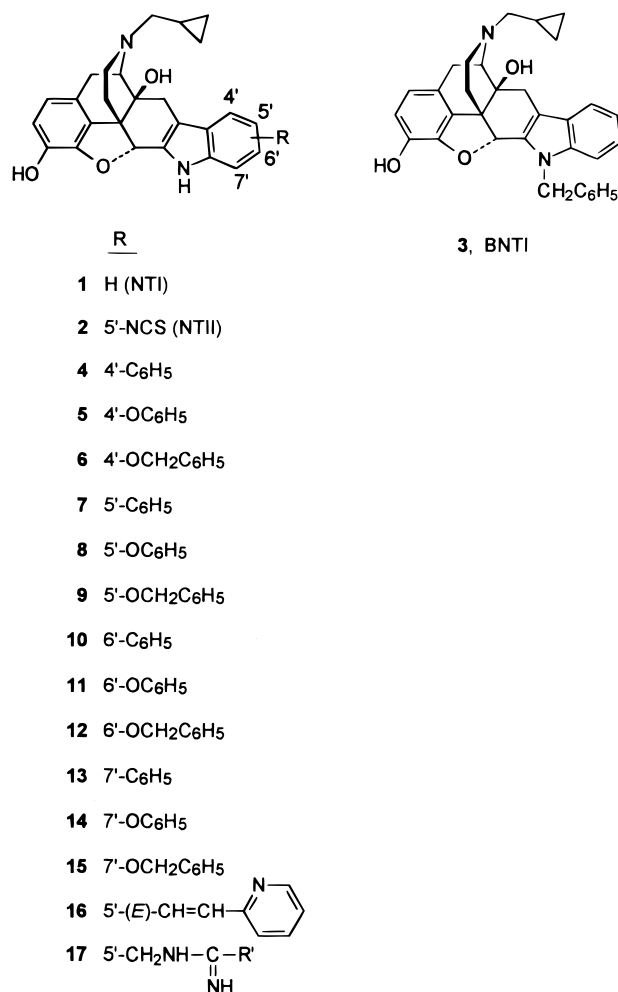 N
OH
4'
5'
R
6'
7'
HO
O
N
H
N
OH
HO
O
N
CH2C6H5
R
3, BNTI
1 H (NTI)
2 5'-NCS (NTII)
4 4'-C6H5
5 4'-OC6H5
6 4'-OCH2C6H5
7 5'-C6H5
8 5'-OC6H5
9 5'-OCH2C6H5
10 6'-C6H5
11 6'-OC6H5
12 6'-OCH2C6H5
13 7'-C6H5
14 7'-OC6H5
15 7'-OCH2C6H5
16 5'-(E)-CH=CH N
17 5'-CH2NH-C-R'
NH